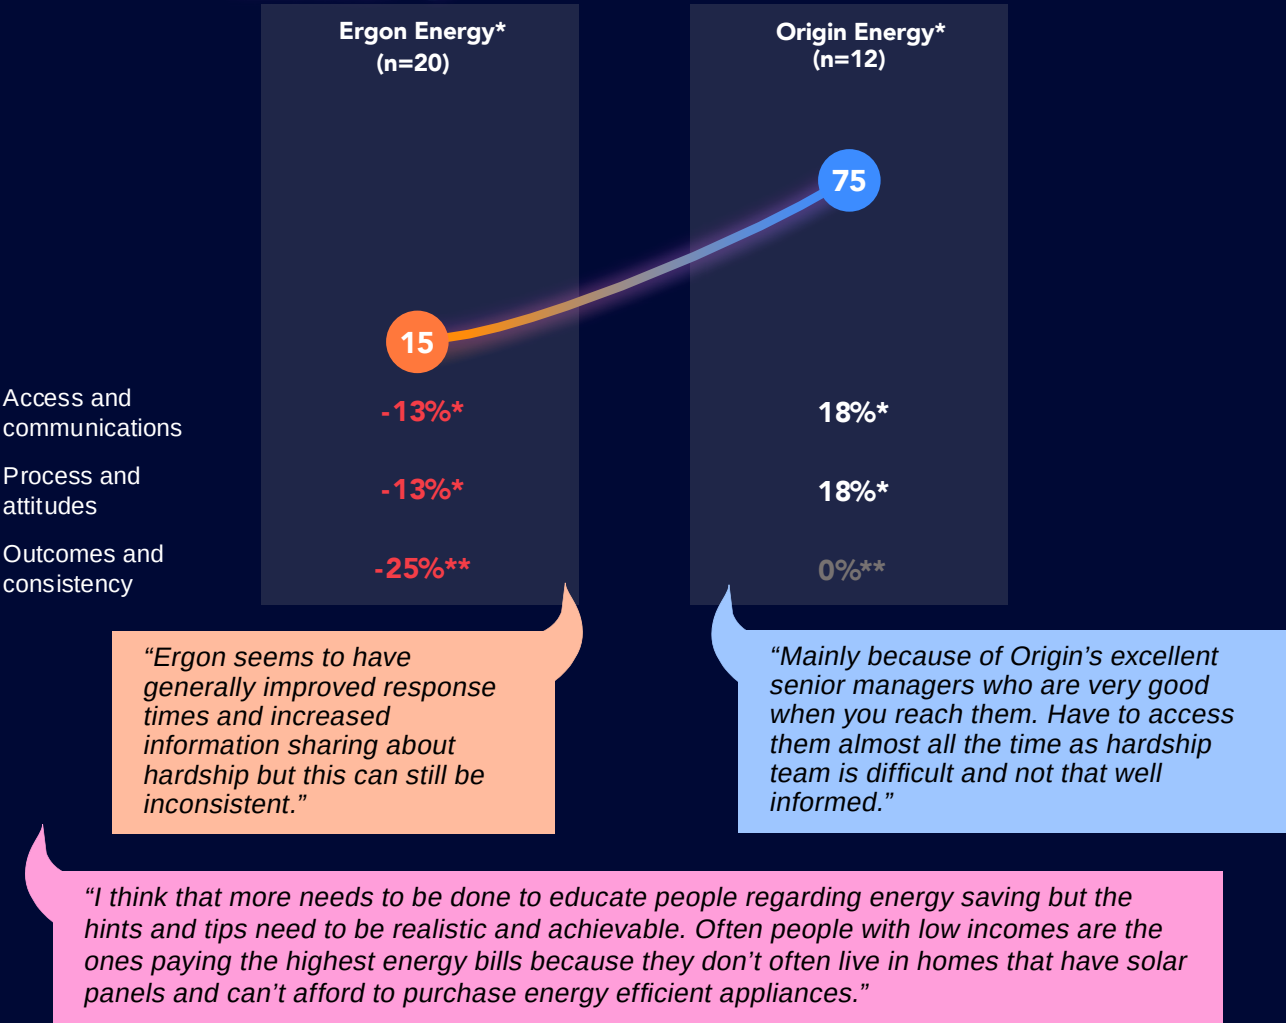 Ergon Energy*
(n=20)
Origin Energy*
(n=12)
75
15
Access and
communications
-13%*
18%*
Process and
attitudes
-13%*
18%*
Outcomes and
consistency
-25%**
0%**
“Ergon seems to have
generally improved response
times and increased
information sharing about
hardship but this can still be
inconsistent.”
“Mainly because of Origin’s excellent
senior managers who are very good
when you reach them. Have to access
them almost all the time as hardship
team is difficult and not that well
informed.”
“I think that more needs to be done to educate people regarding energy saving but the
hints and tips need to be realistic and achievable. Often people with low incomes are the
ones paying the highest energy bills because they don’t often live in homes that have solar
panels and can’t afford to purchase energy efficient appliances.”